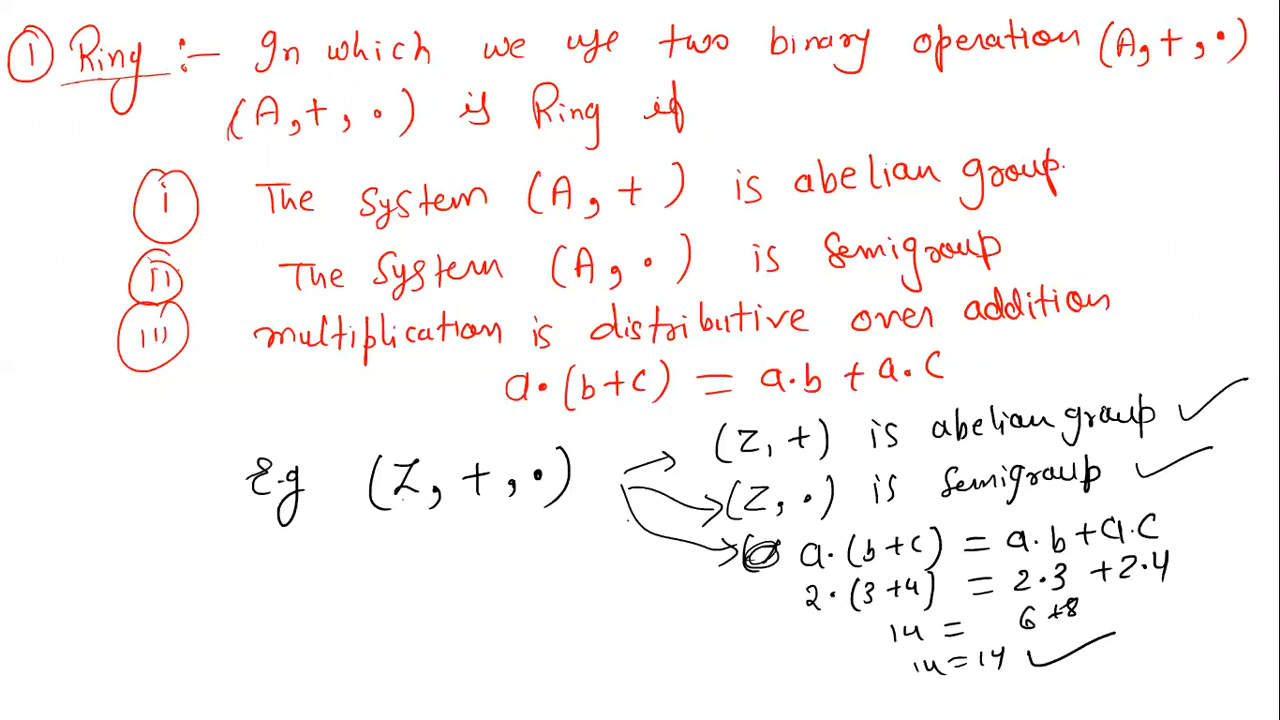 ① Ring :- In which we use two binary operation (A, +, •)
(A, +, •) is Ring if
i The system (A, +) is abelian group.
ii The System (A, •) is Semigroup
iii multiplication is distributive over addition
a•(b+c) = a•b + a•c
E.g (Z, +, •)
(Z, +) is abelian group ✓
(Z, •) is Semigroup ✓
a•(b+c) = a•b + a•c
2•(3+4) = 2•3 + 2•4
14 = 6+8
14=14 ✓